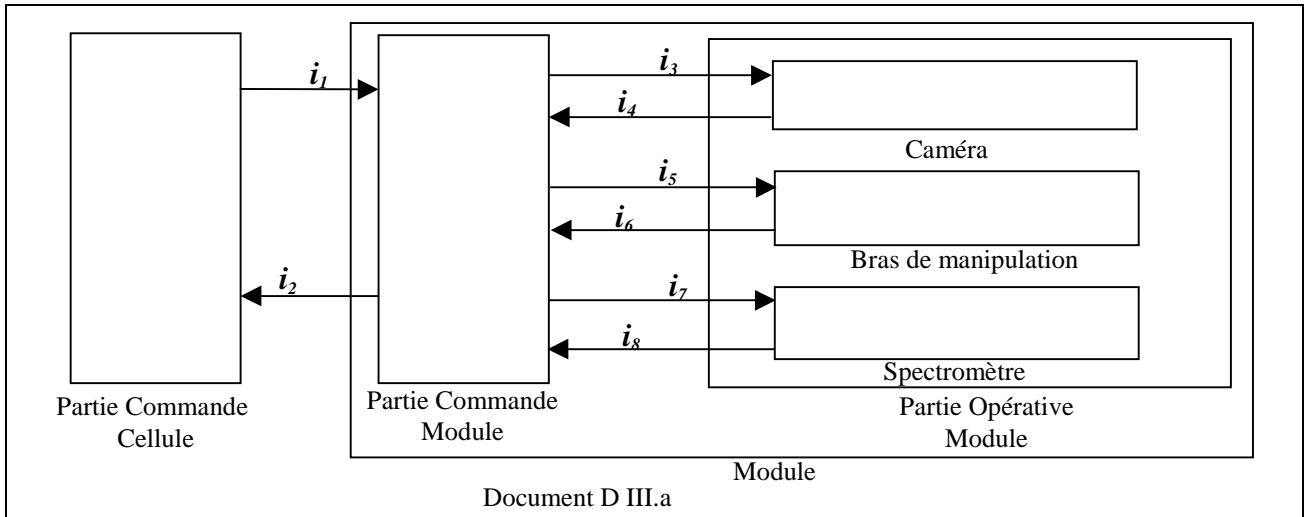 i1
i2
i3
i4
i5
i6
i7
i8
Caméra
Bras de manipulation
Spectromètre
Partie Commande
Cellule
Partie Commande
Module
Partie Opérative
Module
Module
Document D III.a